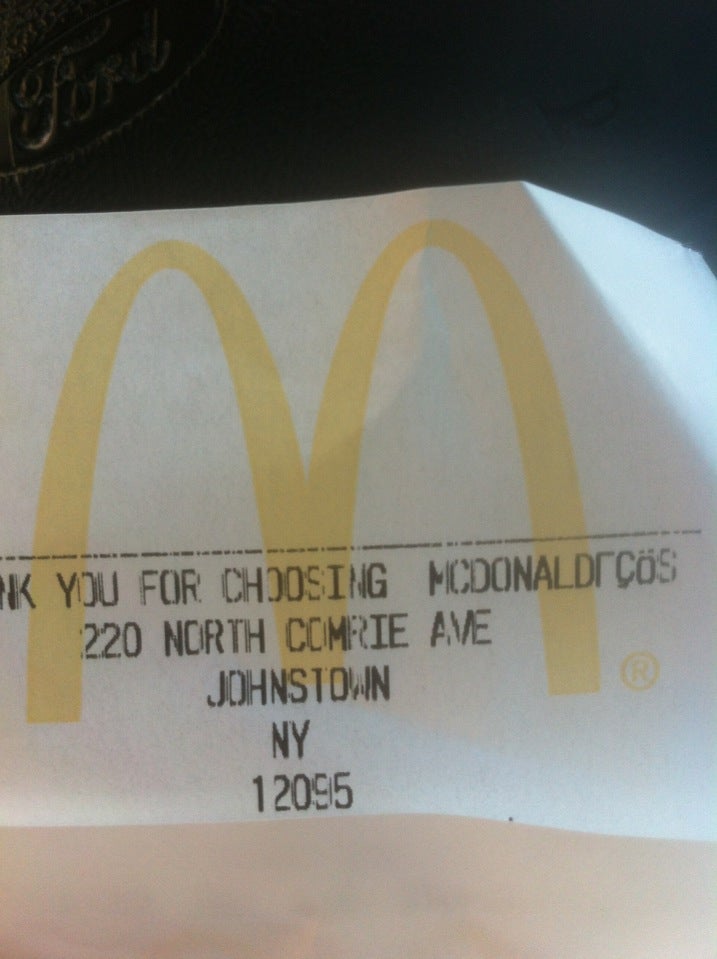 Ford
NK YOU FOR CHOOSING MCDONALDΓÇÖS
220 NORTH COMRIE AVE
JOHNSTOWN
NY
12095
®